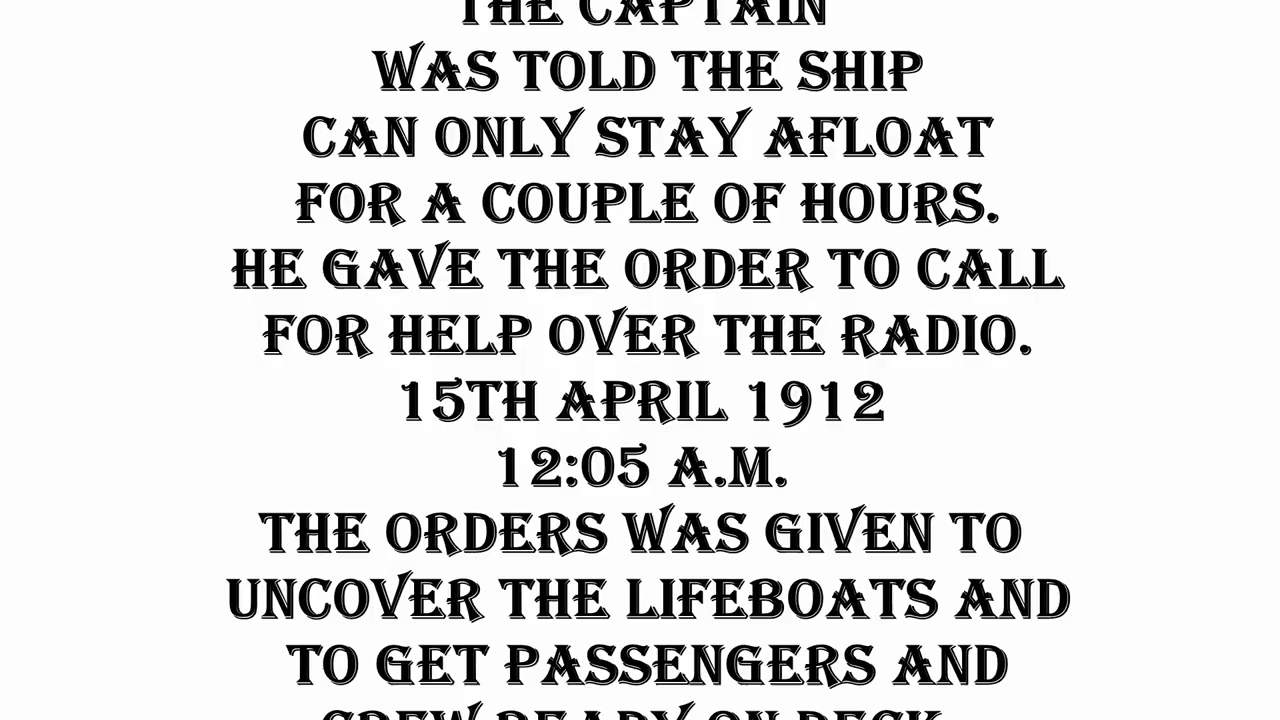 THE CAPTAIN
WAS TOLD THE SHIP
CAN ONLY STAY AFLOAT
FOR A COUPLE OF HOURS.
HE GAVE THE ORDER TO CALL
FOR HELP OVER THE RADIO.
15TH APRIL 1912
12:05 A.M.
THE ORDERS WAS GIVEN TO
UNCOVER THE LIFEBOATS AND
TO GET PASSENGERS AND
CREW READY ON DECK.